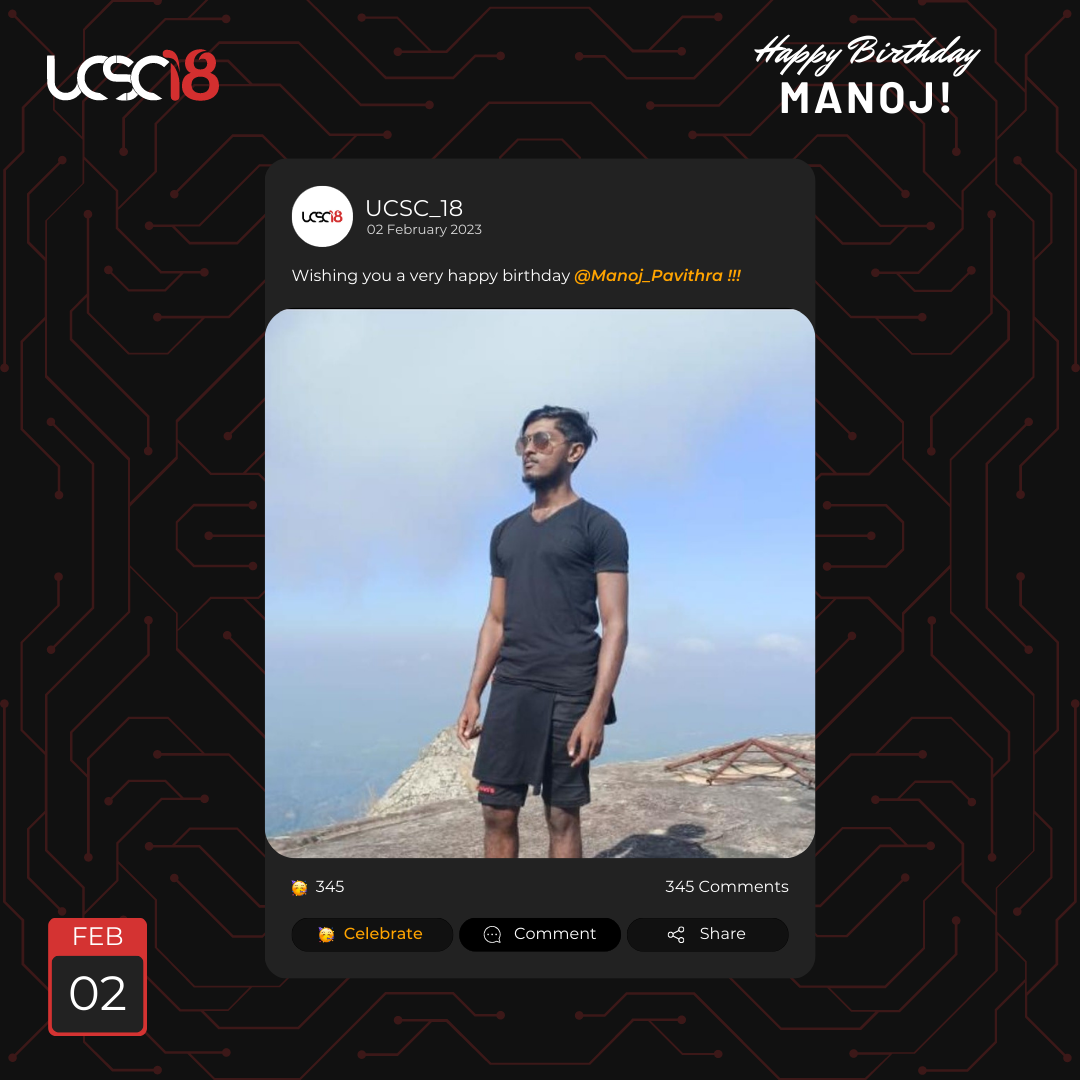 UCSC18
Happy Birthday
MANOJ!
UCSC18
UCSC_18
02 February 2023
Wishing you a very happy birthday @Manoj_Pavithra !!!
345
345 Comments
Celebrate
Comment
Share
FEB
02